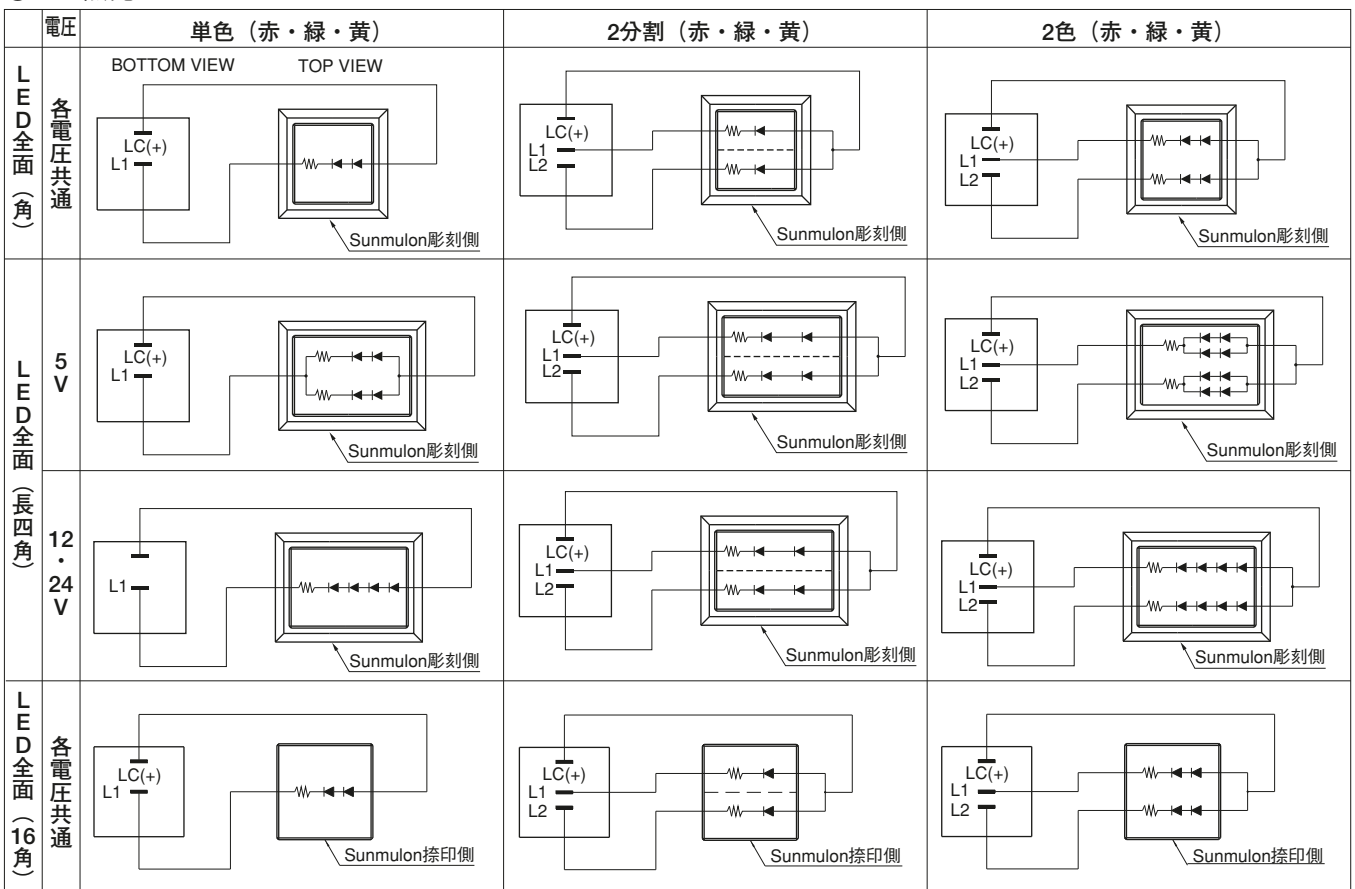 電圧
単色（赤・緑・黄）
2分割（赤・緑・黄）
2色（赤・緑・黄）
LED全面（角）
各電圧共通
BOTTOM VIEW
TOP VIEW
LC(+)
L1
Sunmulon彫刻側
LC(+)
L1
L2
Sunmulon彫刻側
LC(+)
L1
L2
Sunmulon彫刻側
LED全面（長四角）
5V
LC(+)
L1
Sunmulon彫刻側
LC(+)
L1
L2
Sunmulon彫刻側
LC(+)
L1
L2
Sunmulon彫刻側
12・24V
L1
Sunmulon彫刻側
LC(+)
L1
L2
Sunmulon彫刻側
LC(+)
L1
L2
Sunmulon彫刻側
LED全面（16角）
各電圧共通
LC(+)
L1
Sunmulon捺印側
LC(+)
L1
L2
Sunmulon捺印側
LC(+)
L1
L2
Sunmulon捺印側